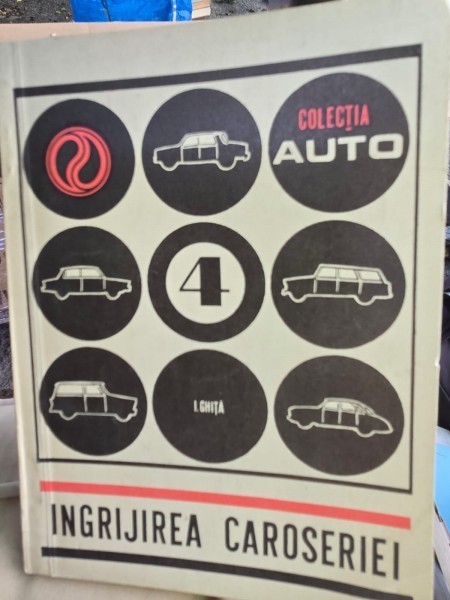 COLECȚIA
AUTO
4
I. GHIȚĂ
INGRIJIREA CAROSERIEI